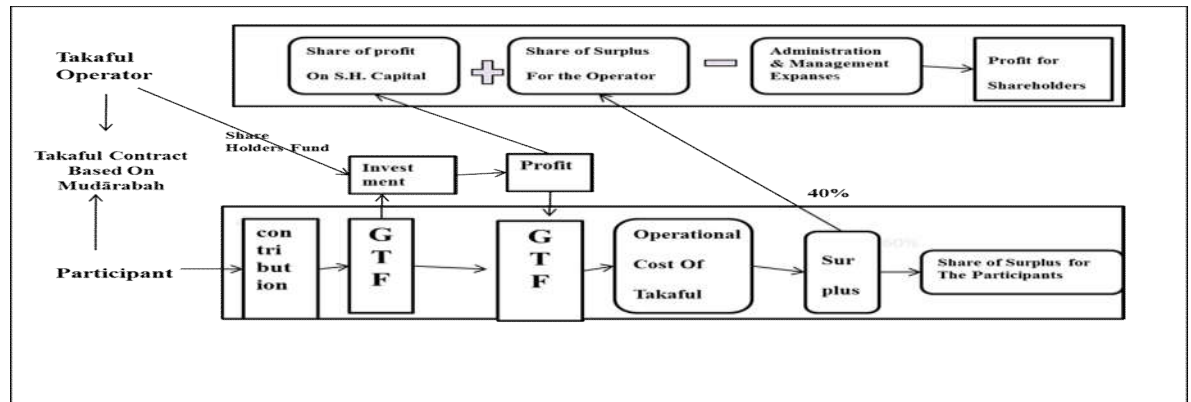 Takaful
Operator
Takaful Contract
Based On
Mudārabah
Participant
Share of profit
On S.H. Capital
Share of Surplus
For the Operator
Administration
& Management
Expanses
Profit for
Shareholders
Share
Holders Fund
Invest
ment
Profit
40%
con
tri
but
ion
G
T
F
G
T
F
Operational
Cost Of
Takaful
Sur
plus
60%
Share of Surplus for
The Participants